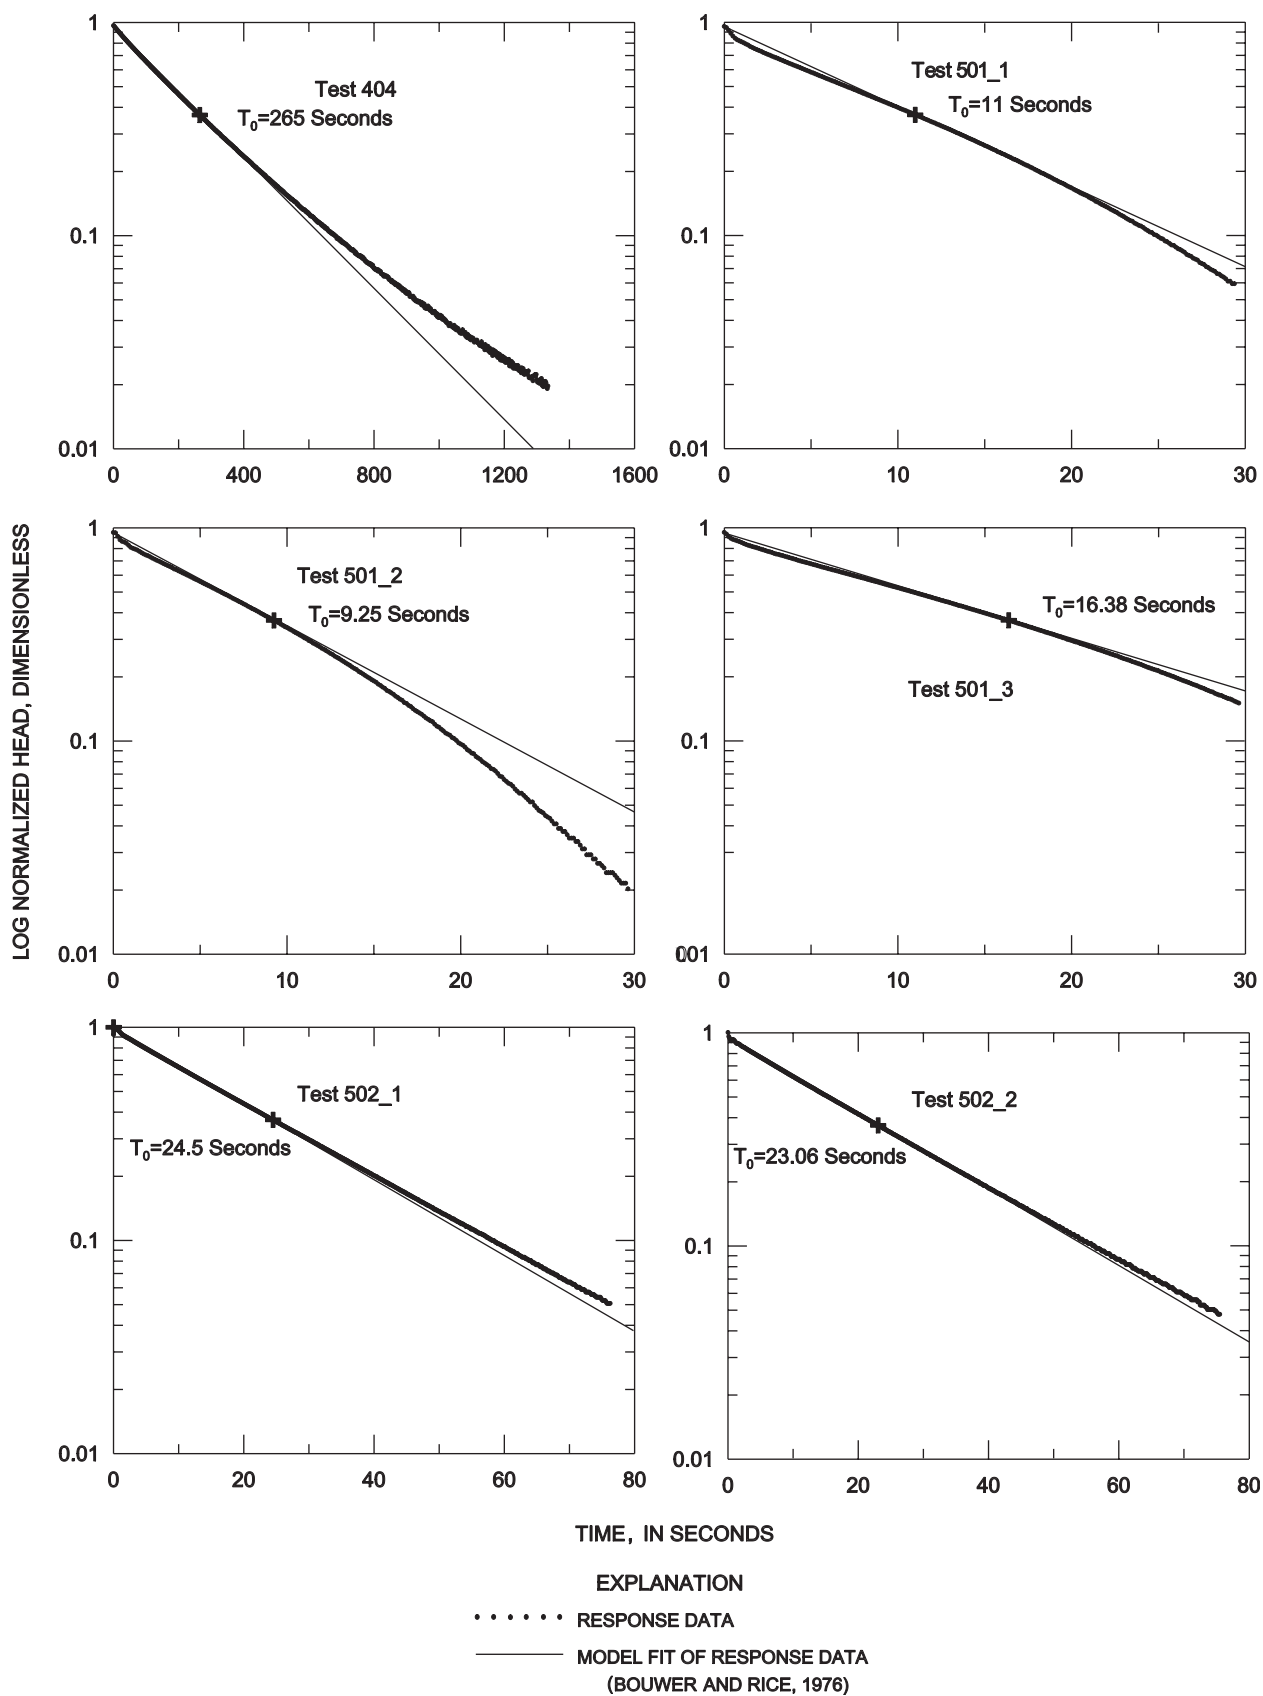 LOG NORMALIZED HEAD, DIMENSIONLESS
1
0.1
0.01
0 400 800 1200 1600
Test 404
T0=265 Seconds
1
0.1
0.01
0 10 20 30
Test 501_1
T0=11 Seconds
1
0.1
0.01
0 10 20 30
Test 501_2
T0=9.25 Seconds
1
0.1
0.01
0 10 20 30
T0=16.38 Seconds
Test 501_3
1
0.1
0.01
0 20 40 60 80
Test 502_1
T0=24.5 Seconds
1
0.1
0.01
0 20 40 60 80
Test 502_2
T0=23.06 Seconds
TIME, IN SECONDS
EXPLANATION
RESPONSE DATA
MODEL FIT OF RESPONSE DATA
(BOUWER AND RICE, 1976)